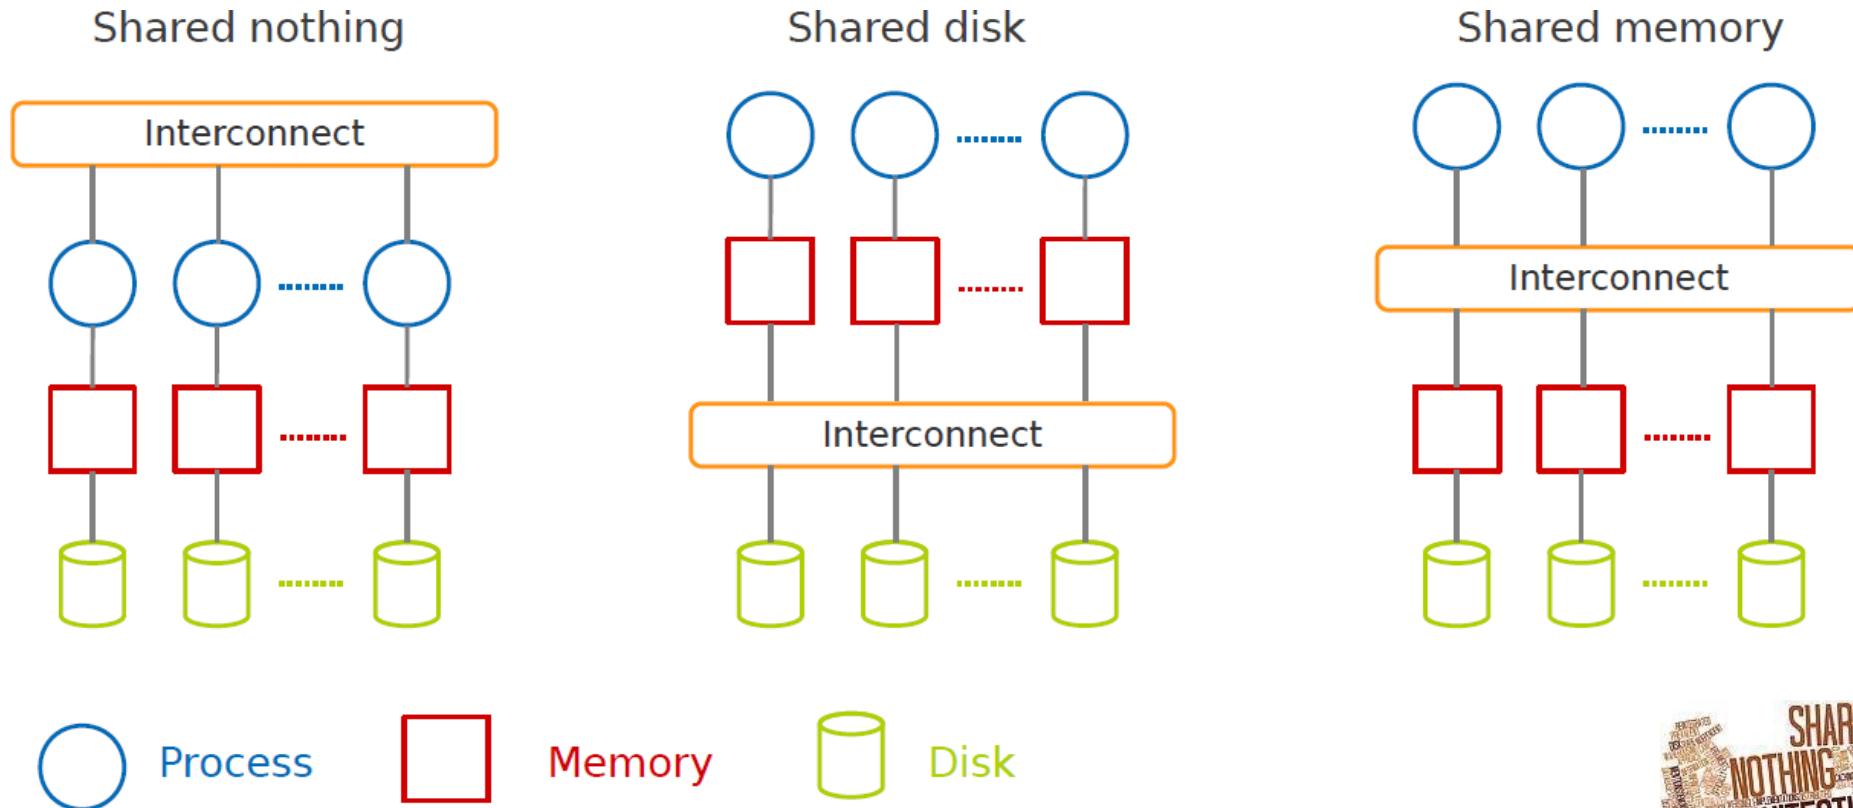 Shared nothing
Shared disk
Shared memory
Interconnect
Interconnect
Interconnect
Process
Memory
Disk
SHAR
NOTHING